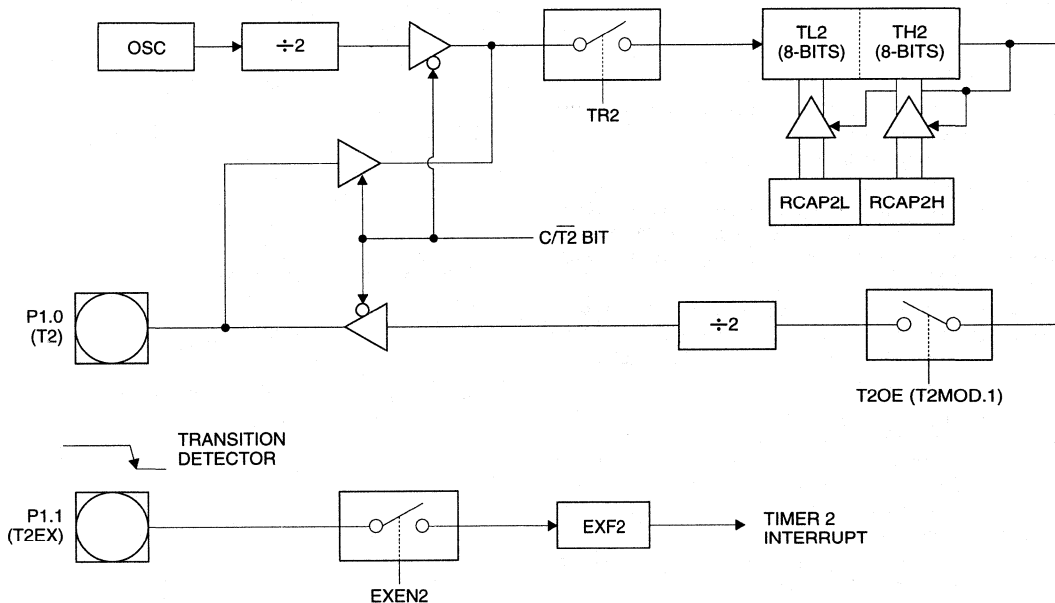 OSC
÷2
TR2
TL2
(8-BITS)
TH2
(8-BITS)
RCAP2L
RCAP2H
C/T̅2̅ BIT
P1.0
(T2)
÷2
T2OE (T2MOD.1)
TRANSITION
DETECTOR
P1.1
(T2EX)
EXEN2
EXF2
TIMER 2
INTERRUPT